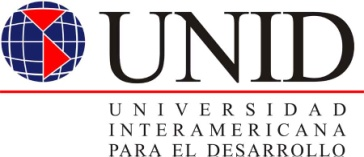 UNID
UNIVERSIDAD
INTERAMERICANA
PARA EL DESARROLLO